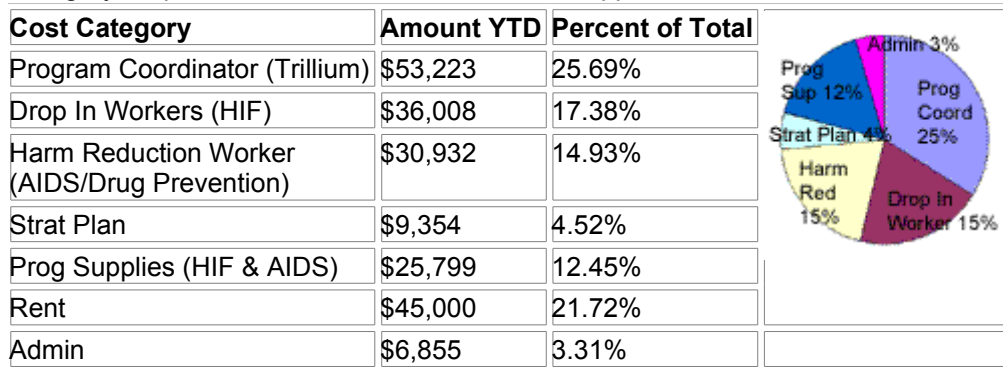 Cost Category Amount YTD Percent of Total
Program Coordinator (Trillium) $53,223 25.69%
Drop In Workers (HIF) $36,008 17.38%
Harm Reduction Worker
(AIDS/Drug Prevention) $30,932 14.93%
Strat Plan $9,354 4.52%
Prog Supplies (HIF & AIDS) $25,799 12.45%
Rent $45,000 21.72%
Admin $6,855 3.31%
Admin 3%
Prog
Sup 12%
Prog
Coord
25%
Strat Plan 4%
Harm
Red
15%
Drop In
Worker 15%